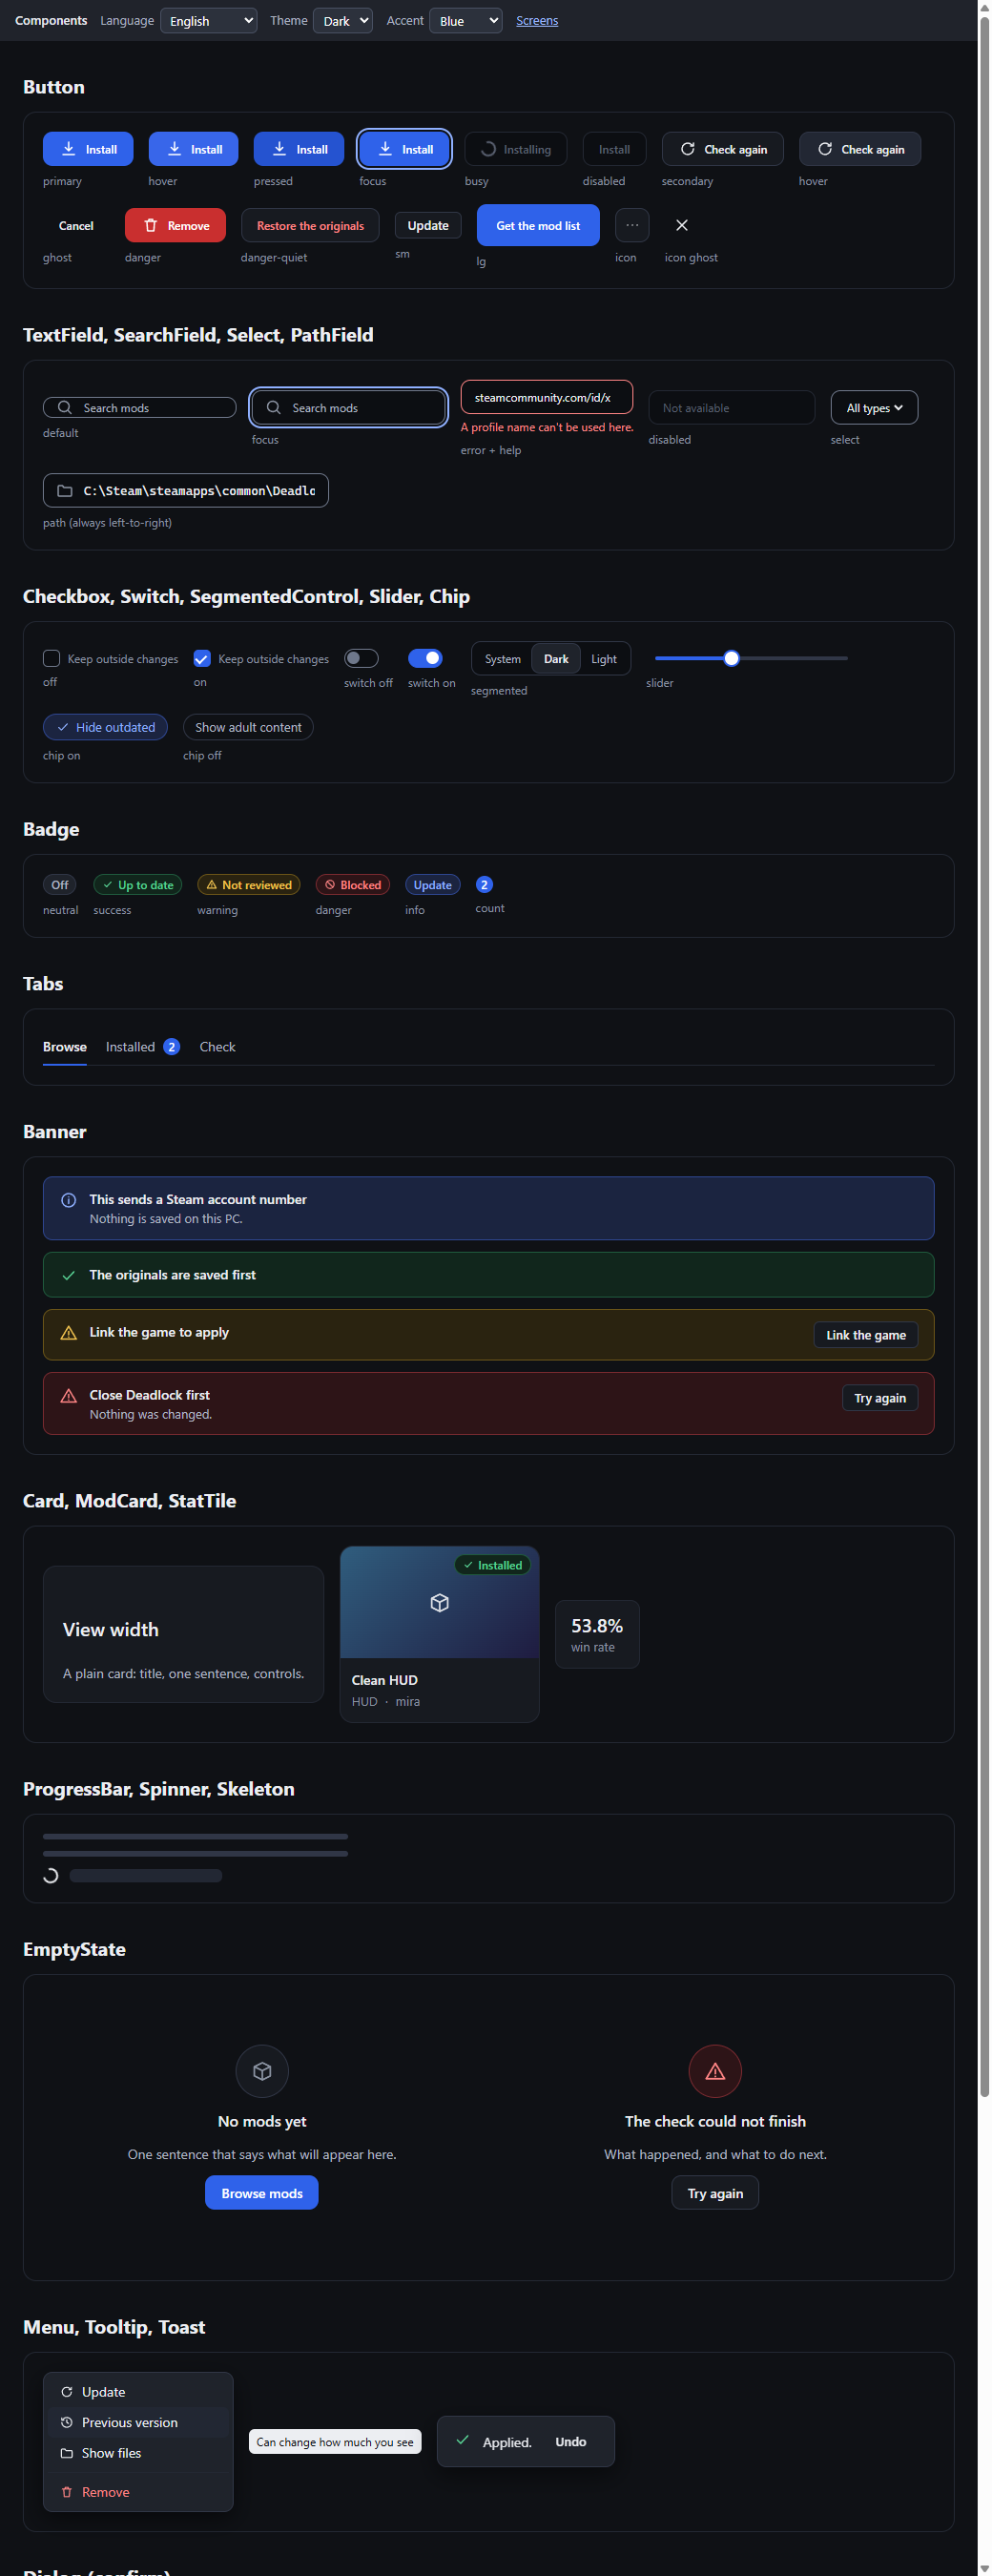 Components Language English Theme Dark Accent Blue Screens
Button
Install Install Install Install Installing Install Check again Check again
primary hover pressed focus busy disabled secondary hover
Cancel Remove Restore the originals Update Get the mod list ...
ghost danger danger-quiet sm lg icon icon ghost
TextField, SearchField, Select, PathField
Search mods Search mods steamcommunity.com/id/x Not available All types
A profile name can't be used here.
default focus error + help disabled select
C:\Steam\steamapps\common\Deadlo
path (always left-to-right)
Checkbox, Switch, SegmentedControl, Slider, Chip
Keep outside changes Keep outside changes System Dark Light
off on switch off switch on segmented slider
Hide outdated Show adult content
chip on chip off
Badge
Off Up to date Not reviewed Blocked Update 2
neutral success warning danger info count
Tabs
Browse Installed 2 Check
Banner
This sends a Steam account number
Nothing is saved on this PC.
The originals are saved first
Link the game to apply Link the game
Close Deadlock first Try again
Nothing was changed.
Card, ModCard, StatTile
Installed
View width
A plain card: title, one sentence, controls.
Clean HUD
HUD · mira
53.8%
win rate
ProgressBar, Spinner, Skeleton
EmptyState
No mods yet
One sentence that says what will appear here.
Browse mods
The check could not finish
What happened, and what to do next.
Try again
Menu, Tooltip, Toast
Update
Previous version
Show files
Remove
Can change how much you see
Applied. Undo
Dialog (confirm)